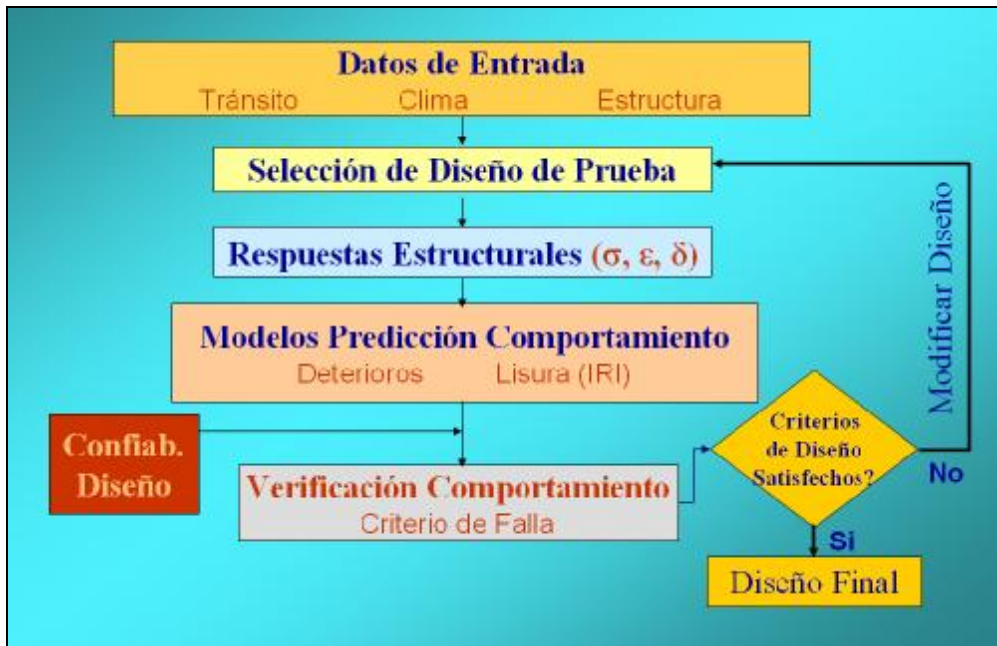 Datos de Entrada
Tránsito Clima Estructura
Selección de Diseño de Prueba
Respuestas Estructurales (σ, ε, δ)
Modelos Predicción Comportamiento
Deterioros Lisura (IRI)
Confiab.
Diseño
Verificación Comportamiento
Criterio de Falla
Criterios
de Diseño
Satisfechos?
No
Modificar Diseño
Si
Diseño Final